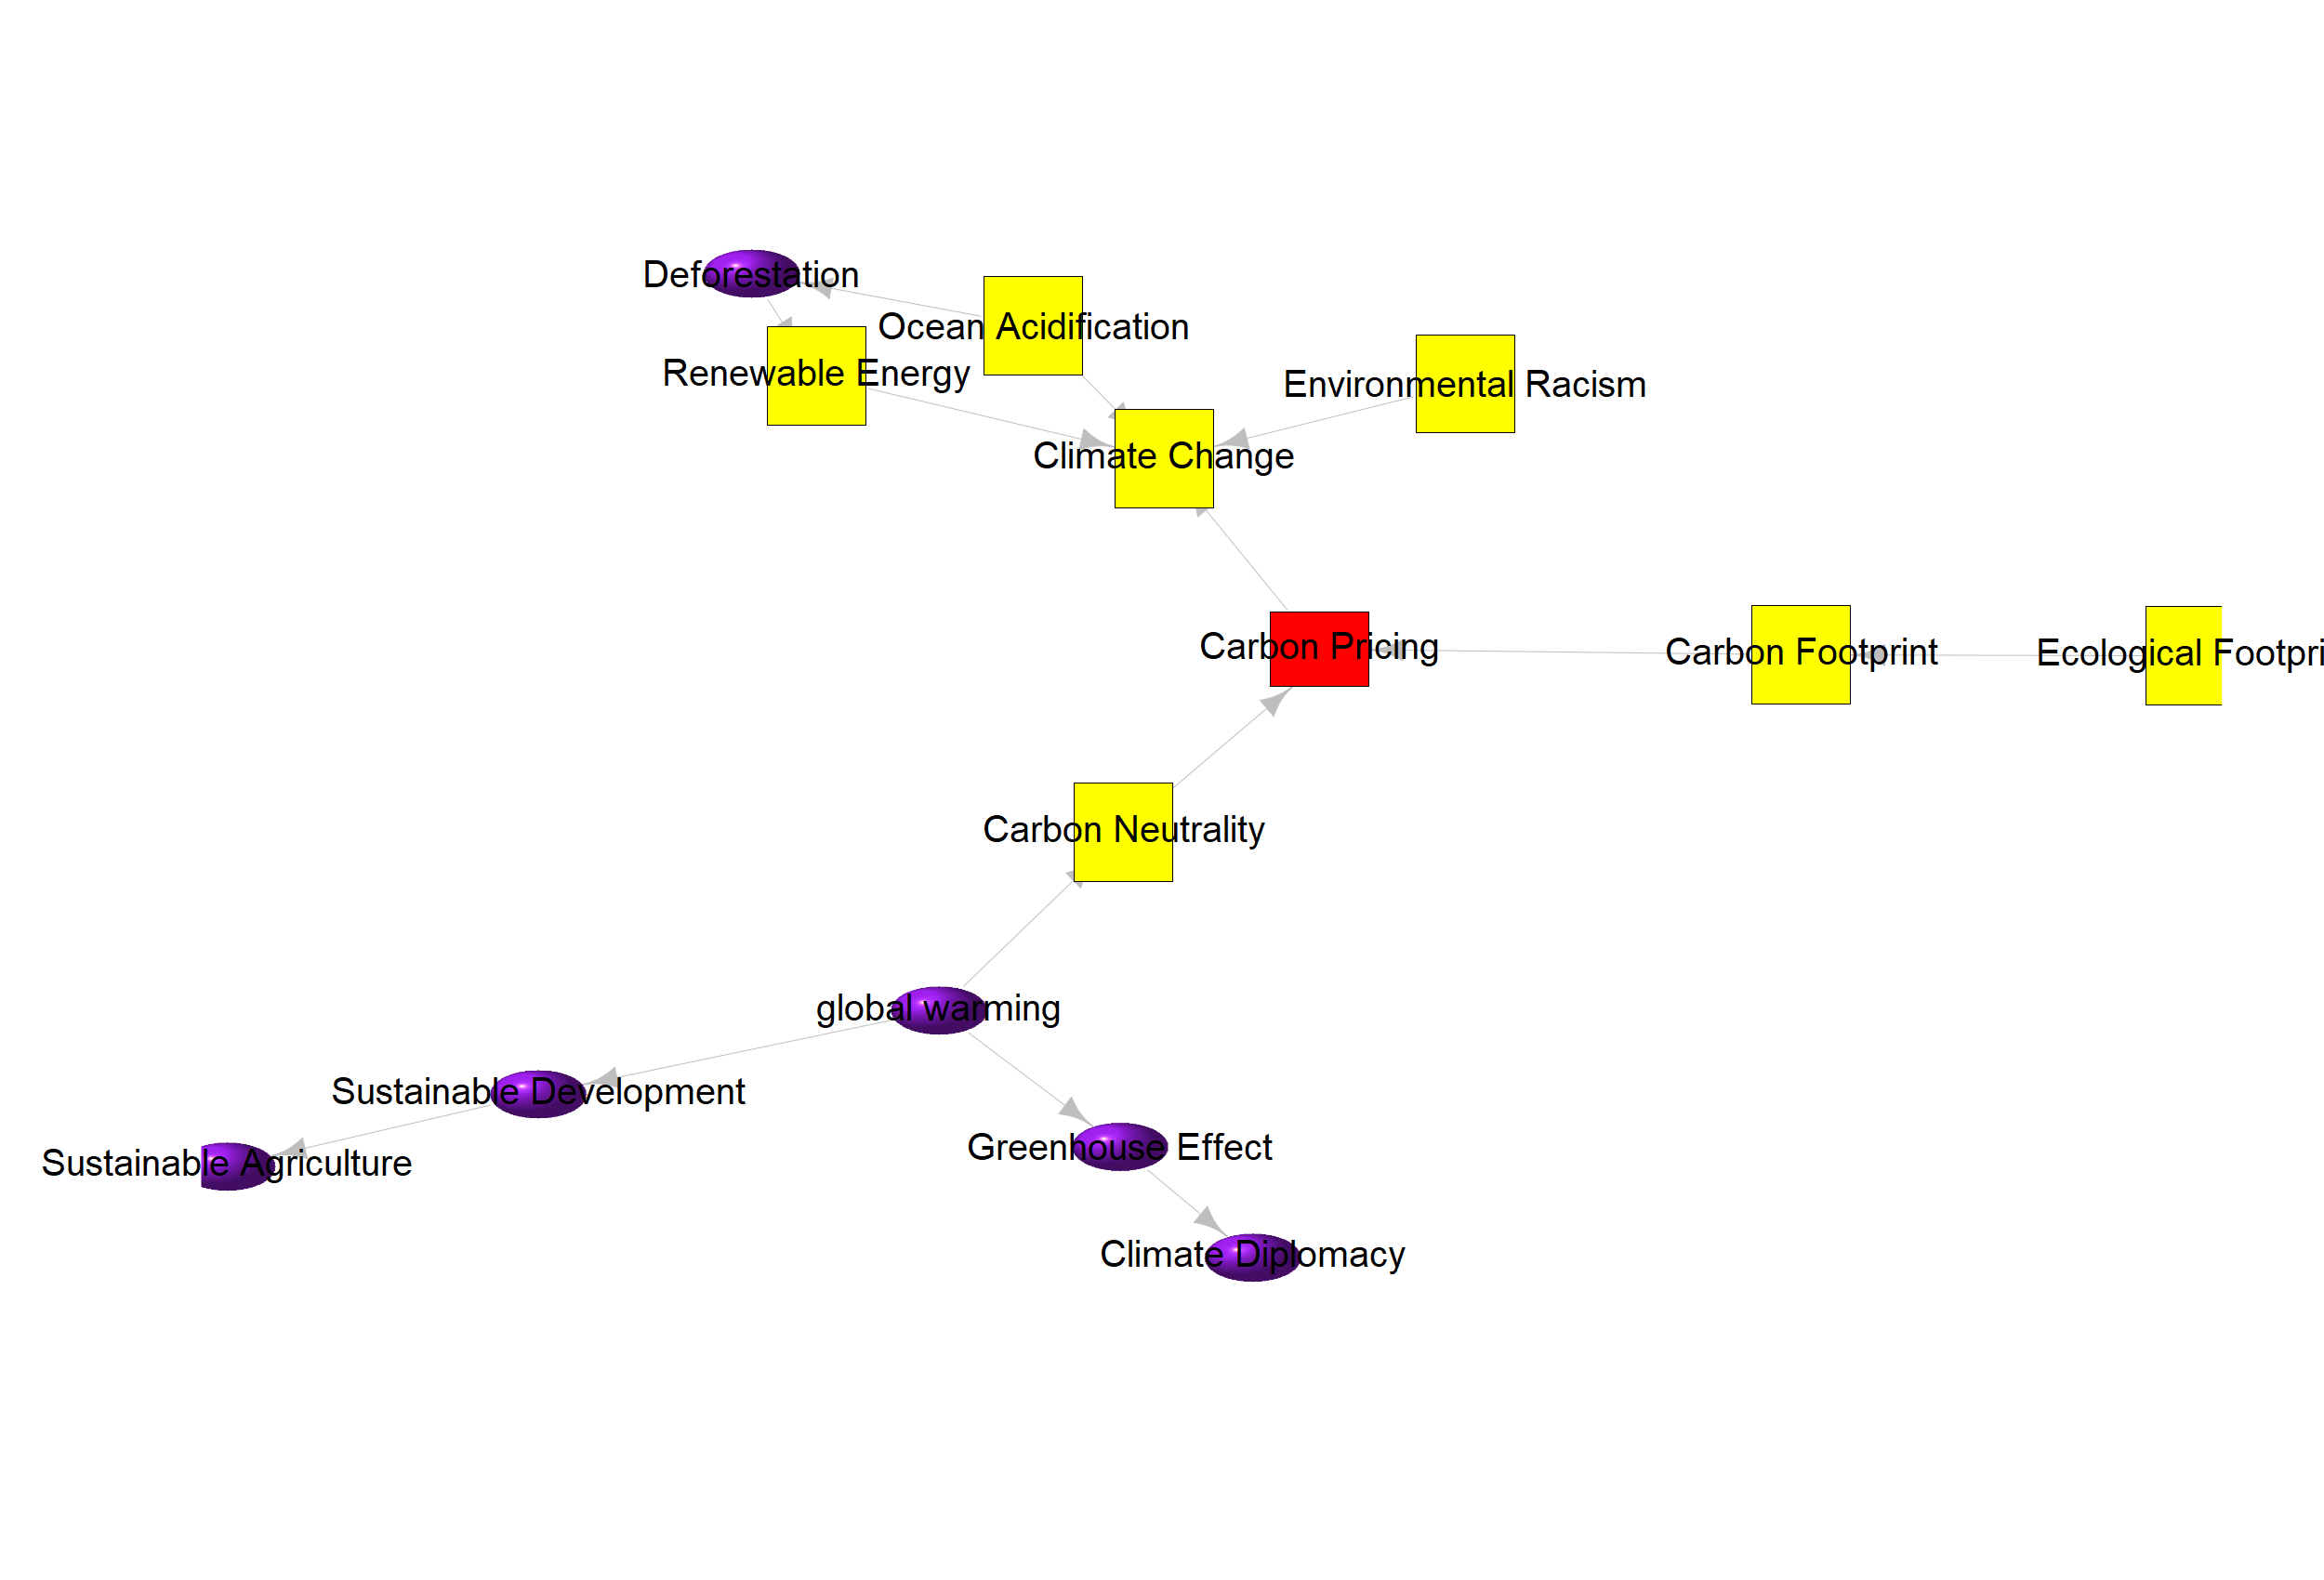 Deforestation
Ocean Acidification
Renewable Energy
Environmental Racism
Climate Change
Carbon Pricing
Carbon Footprint
Ecological Footpri
Carbon Neutrality
global warming
Sustainable Development
Greenhouse Effect
Sustainable Agriculture
Climate Diplomacy